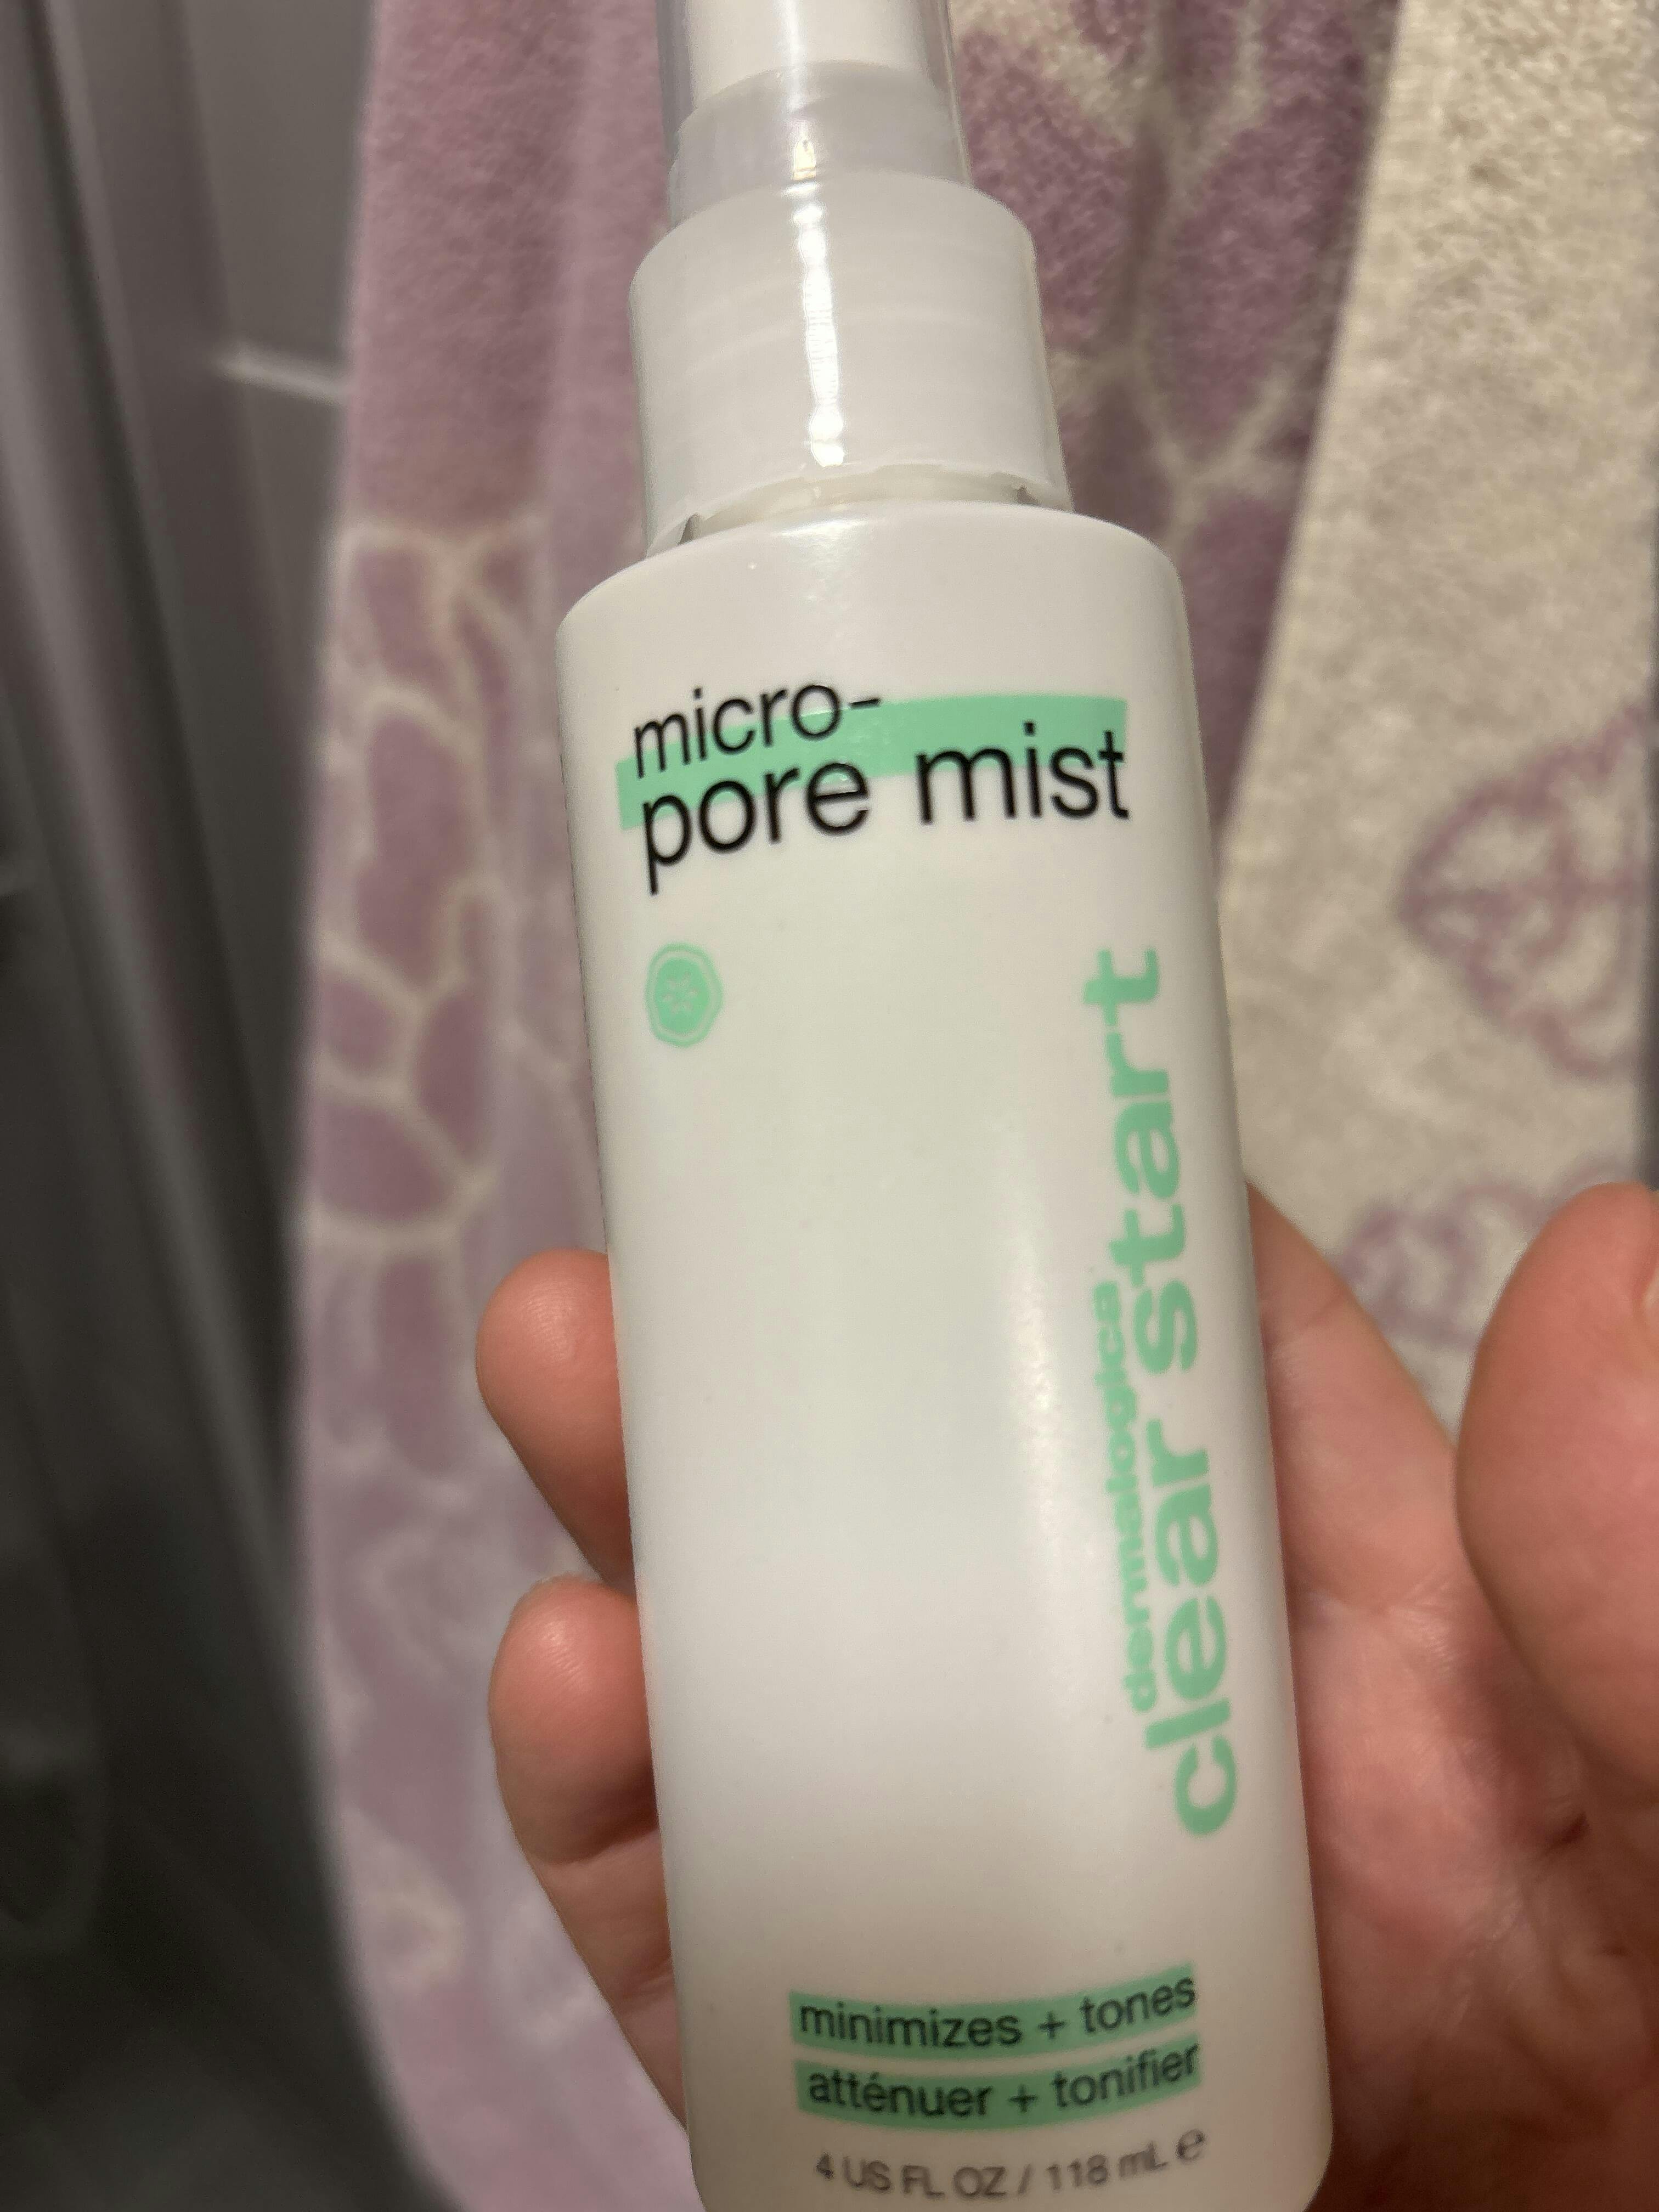 micro-
pore mist
dermalogica
clear start
minimizes + tones
atténuer + tonifier
4 US FL OZ / 118 mL ℮